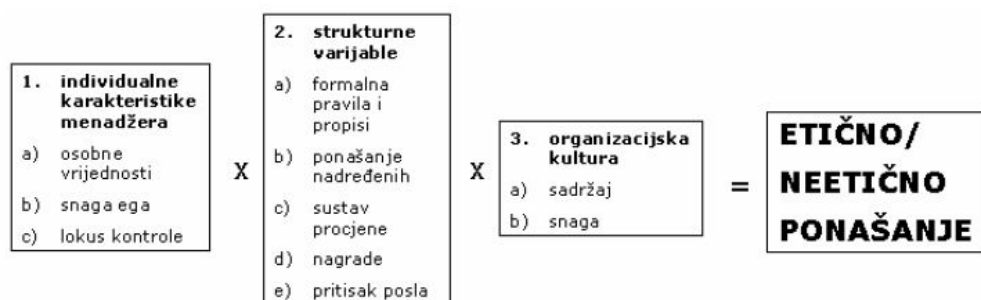 1. individualne
karakteristike
menadžera
a) osobne
vrijednosti
b) snaga ega
c) lokus kontrole
X
2. strukturne
varijable
a) formalna
pravila i
propisi
b) ponašanje
nadređenih
c) sustav
procjene
d) nagrade
e) pritisak posla
X
3. organizacijska
kultura
a) sadržaj
b) snaga
=
ETIČNO/
NEETIČNO
PONAŠANJE